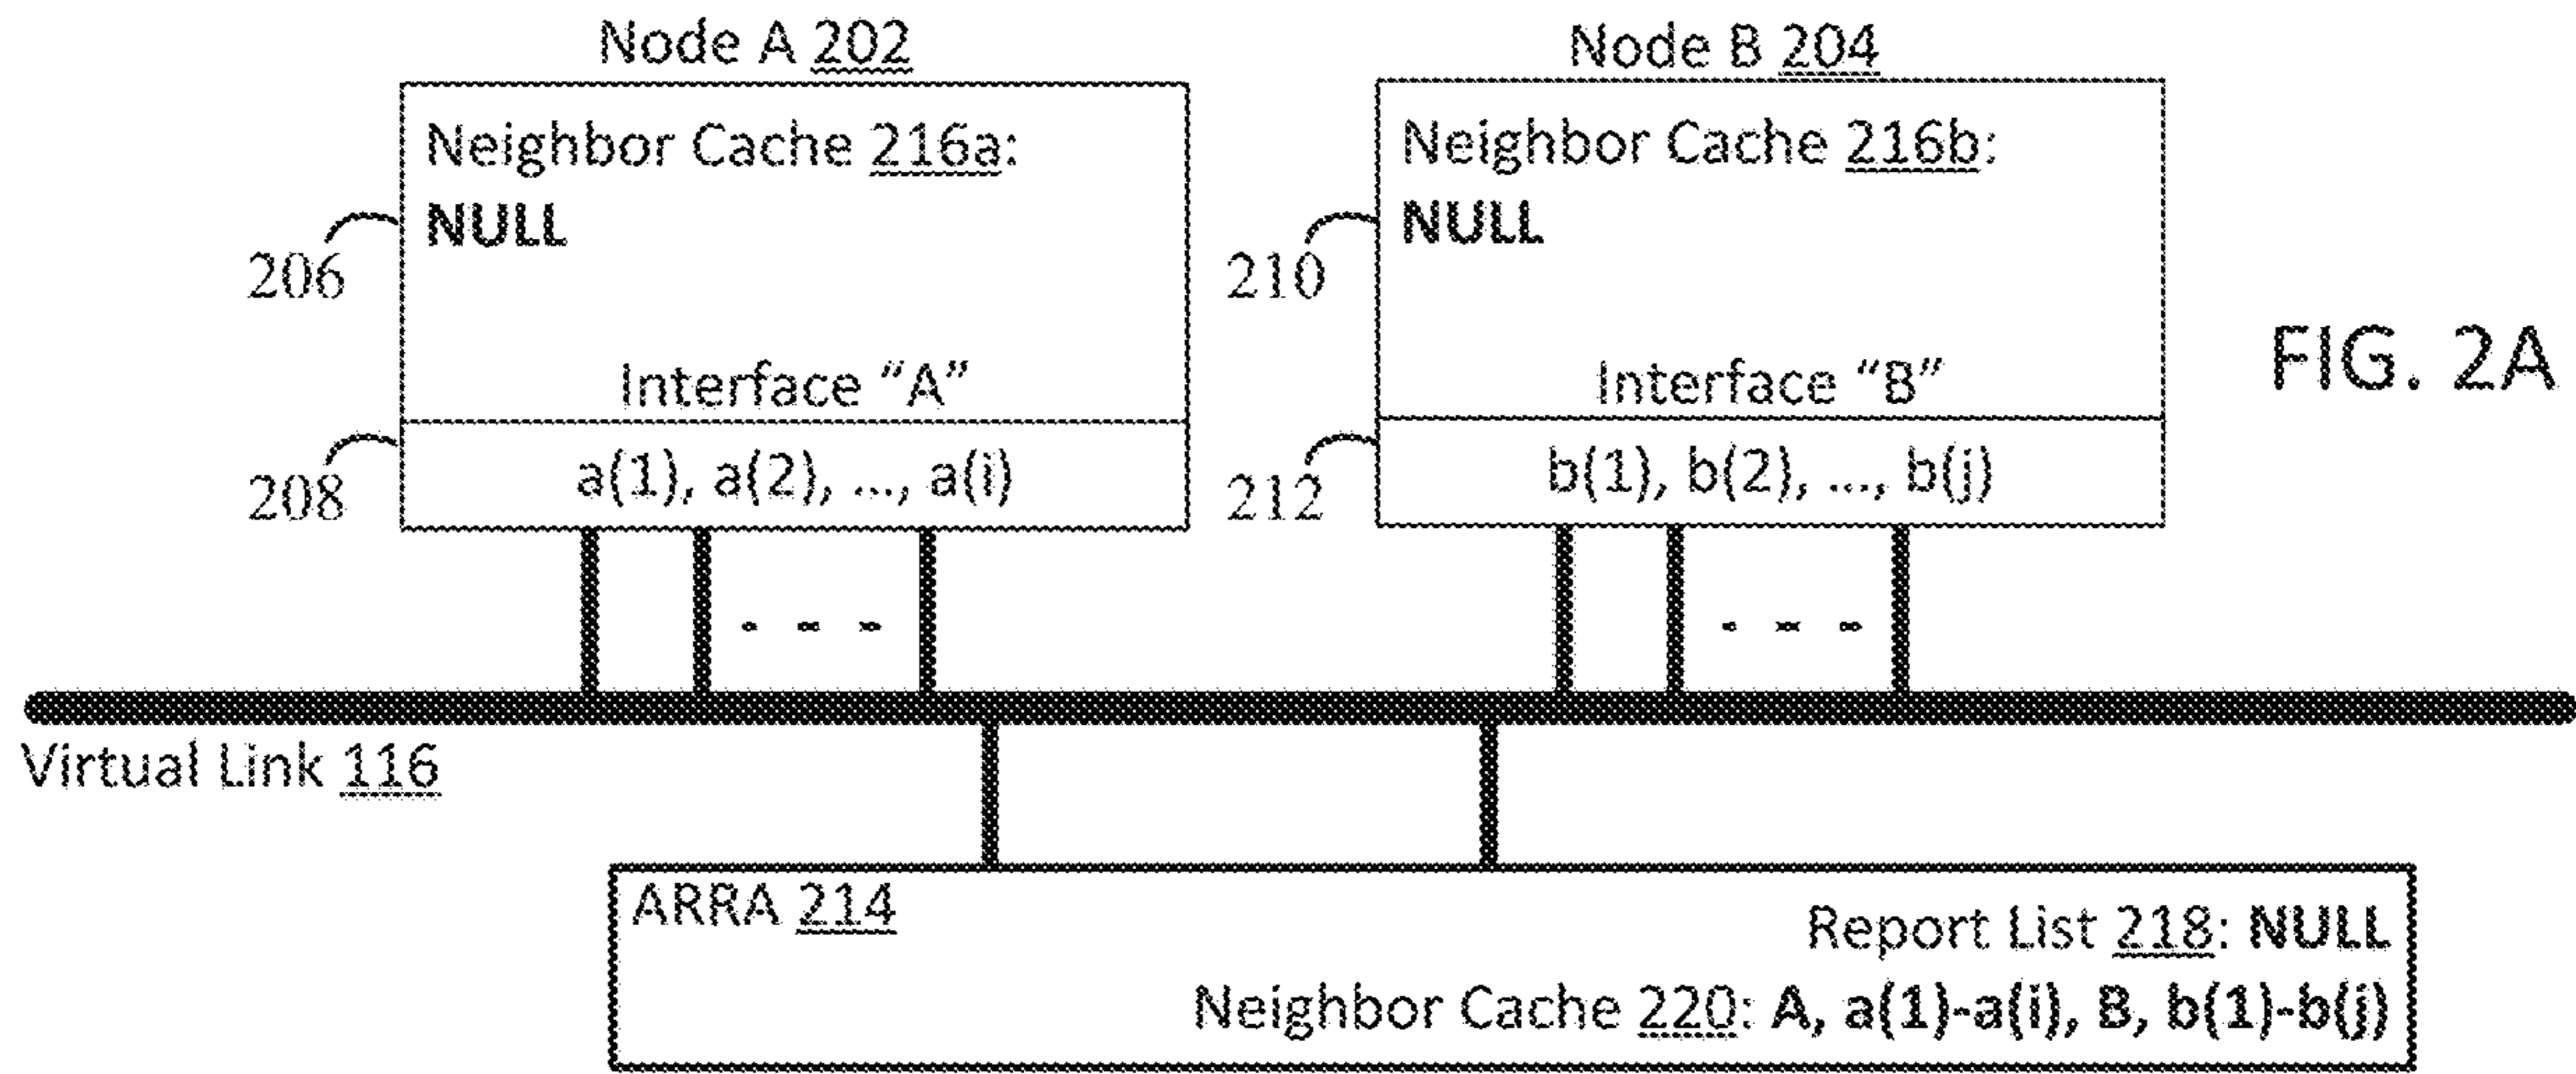 Node A 202
Neighbor Cache 216a:
NULL
206
Interface “A”
208
a(1), a(2), ..., a(i)
Node B 204
Neighbor Cache 216b:
NULL
210
Interface “B”
212
b(1), b(2), ..., b(j)
FIG. 2A
Virtual Link 116
ARRA 214
Report List 218: NULL
Neighbor Cache 220: A, a(1)-a(i), B, b(1)-b(j)